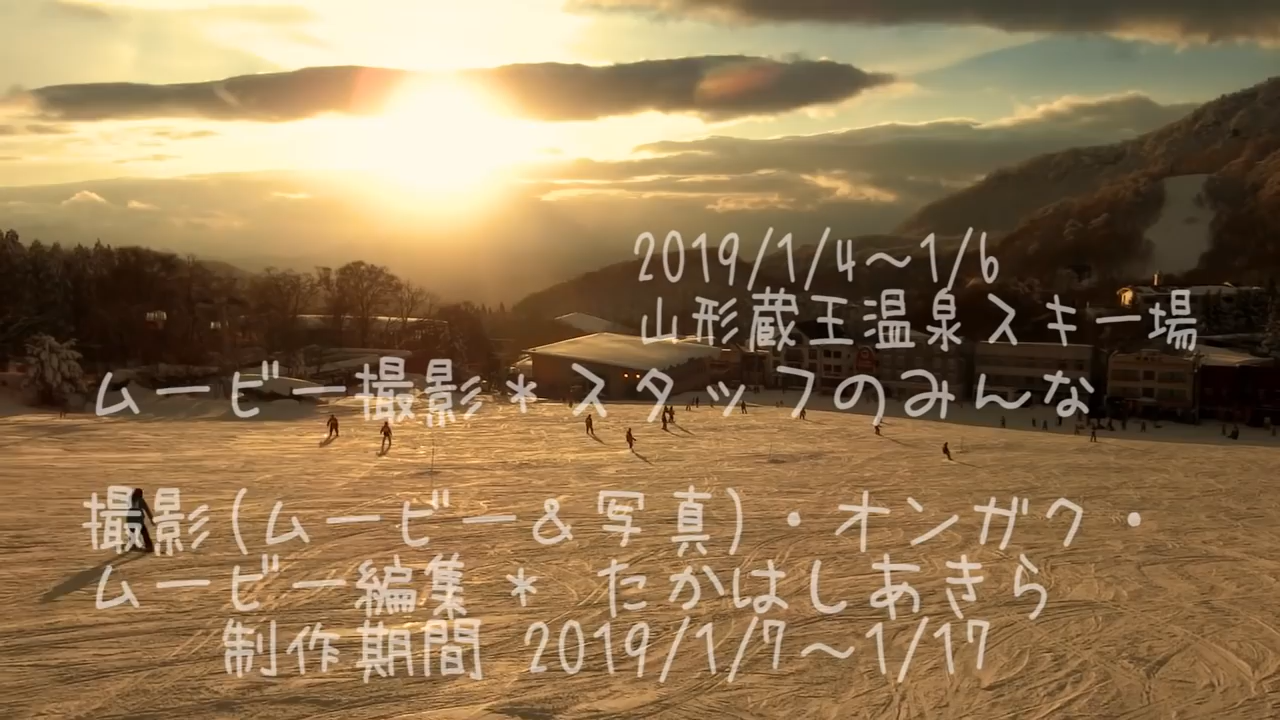 2019/1/4〜1/6
山形蔵王温泉スキー場
ムービー撮影＊スタッフのみんな
撮影(ムービー&写真)・オンガク・
ムービー編集＊ たかはしあきら
制作期間 2019/1/7〜1/17